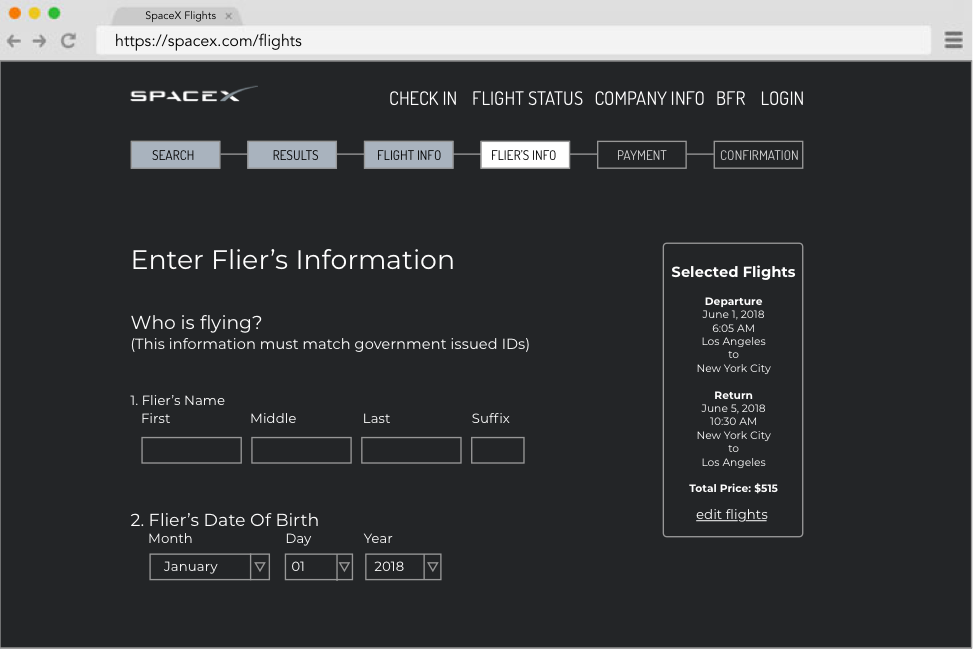 SpaceX Flights
https://spacex.com/flights
SPACEX
CHECK IN FLIGHT STATUS COMPANY INFO BFR LOGIN
SEARCH RESULTS FLIGHT INFO FLIER'S INFO PAYMENT CONFIRMATION
Enter Flier's Information
Who is flying?
(This information must match government issued IDs)
1. Flier's Name
First Middle Last Suffix
2. Flier's Date Of Birth
Month Day Year
January 01 2018
Selected Flights
Departure
June 1, 2018
6:05 AM
Los Angeles
to
New York City
Return
June 5, 2018
10:30 AM
New York City
to
Los Angeles
Total Price: $515
edit flights